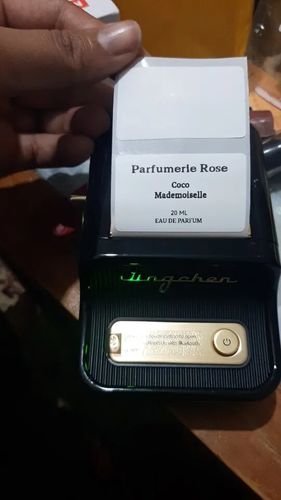 Parfumerie Rose
Coco
Mademoiselle
20 ML
EAU DE PARFUM
Jingchen